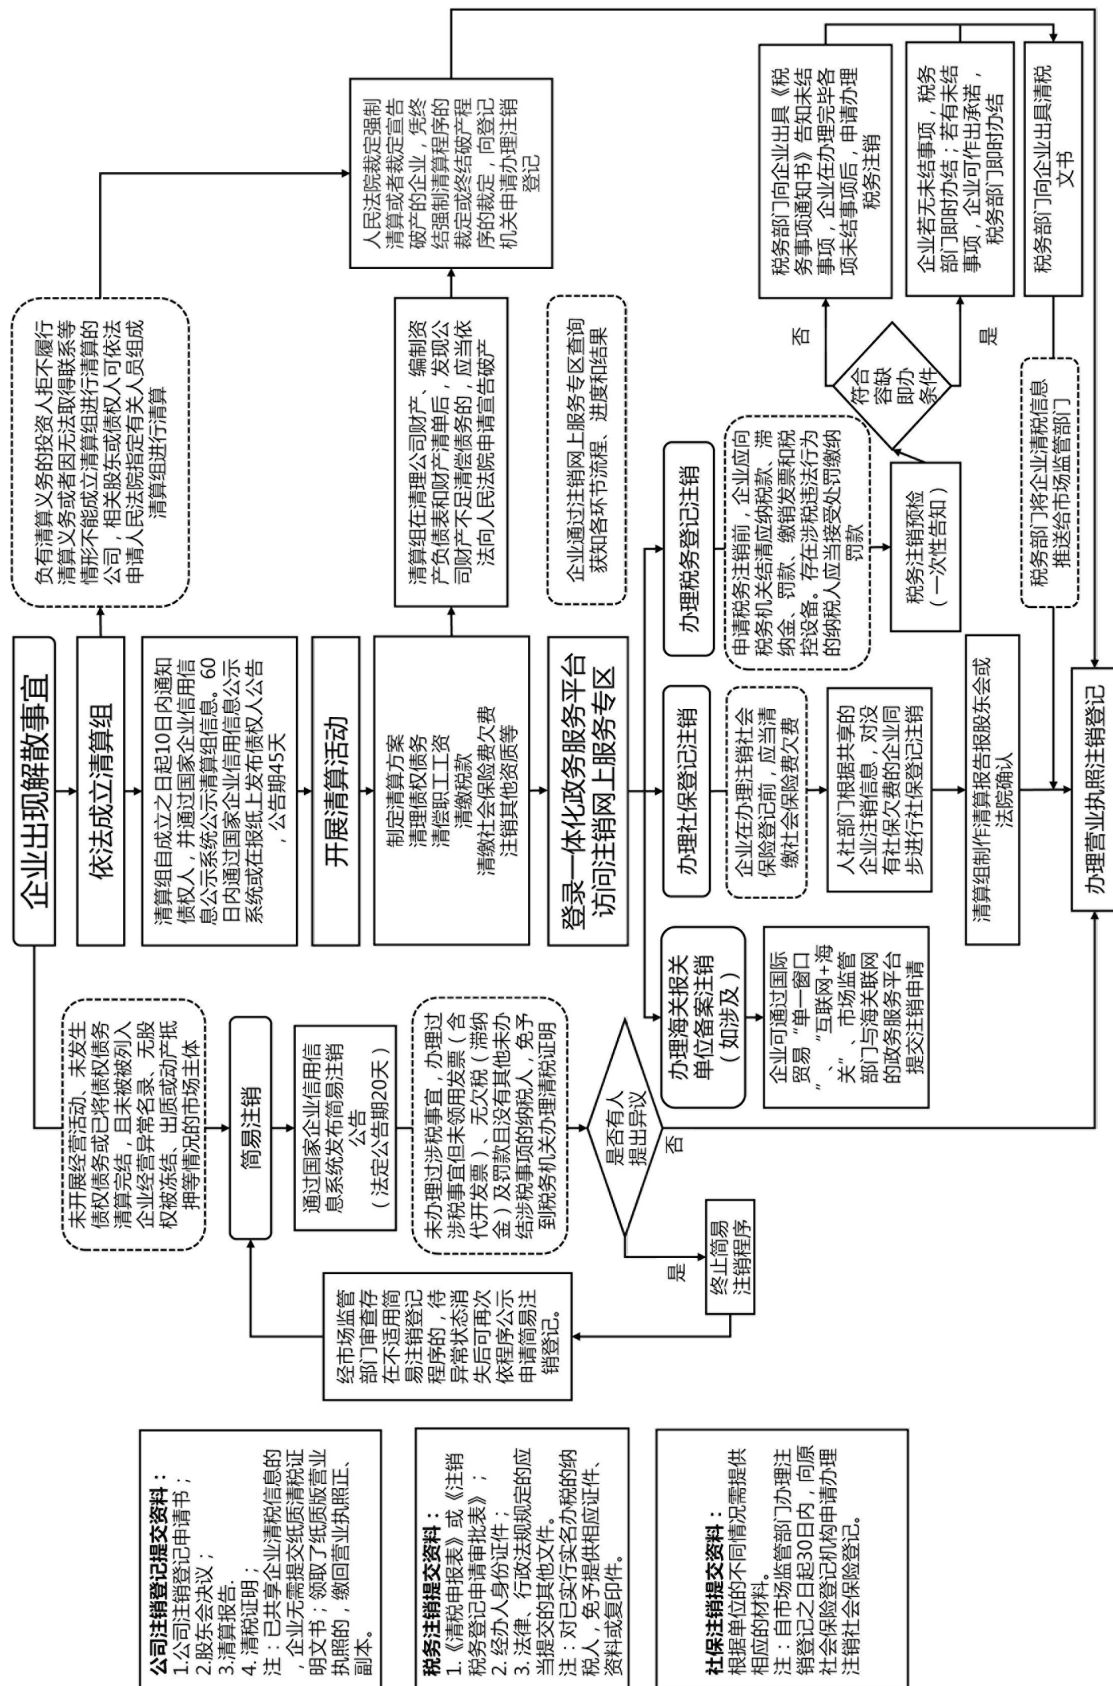 企业出现解散事宜
依法成立清算组
清算组自成立之日起10日内通知
债权人，并通过国家企业信用信
息公示系统公示清算组信息。60
日内通过国家企业信用信息公示
系统或在报纸上发布债权人公告
，公告期45天
开展清算活动
制定清算方案
清理债权债务
清偿职工工资
清缴税款
清缴社会保险费欠费
注销其他资质等
登录一体化政务服务平台
访问注销网上服务专区
负有清算义务的投资人拒不履行
清算义务或者因无法取得联系等
情形不能成立清算组进行清算的
公司，相关股东或债权人可依法
申请人民法院指定有关人员组成
清算组进行清算
人民法院裁定强制
清算或者裁定宣告
破产的企业，凭终
结强制清算程序的
裁定或终结破产程
序的裁定，向登记
机关申请办理注销
登记
清算组在清理公司财产、编制资
产负债表和财产清单后，发现公
司财产不足清偿债务的，应当依
法向人民法院申请宣告破产
企业通过注销网上服务专区查询
获知各环节流程、进度和结果
未开展经营活动、未发生
债权债务或已将债权债务
清算完结，且未被被列入
企业经营异常名录、无股
权被冻结、出质或动产抵
押等情况的市场主体
简易注销
通过国家企业信用信
息系统发布简易注销
公告
（法定公告期20天）
未办理过涉税事宜，办理过
涉税事宜但未领用发票（含
代开发票）、无欠税（滞纳
金）及罚款且没有其他未办
结涉税事项的纳税人，免予
到税务机关办理清税证明
是否有人
提出异议
是
否
终止简易
注销程序
经市场监管
部门审查存
在不适用简
易注销登记
程序的，待
异常状态消
失后可再次
依程序公示
申请简易注
销登记。
办理海关报关
单位备案注销
（如涉及）
企业可通过国际
贸易“单一窗口
”、“互联网+海
关”、市场监管
部门与海关联网
的政务服务平台
提交注销申请
办理社保登记注销
企业在办理注销社会
保险登记前，应当清
缴社会保险费欠费
人社部门根据共享的
企业注销信息，对没
有社保欠费的企业同
步进行社保登记注销
清算组制作清算报告报股东会或
法院确认
办理税务登记注销
申请税务注销前，企业应向
税务机关结清应纳税款、滞
纳金、罚款、缴销发票和税
控设备。存在涉税违法行为
的纳税人应当接受处罚缴纳
罚款
税务注销预检
（一次性告知）
符合
容缺
即办
条件
否
是
税务部门向企业出具《税
务事项通知书》告知未结
事项，企业在办理完毕各
项未结事项后，申请办理
税务注销
企业若无未结事项，税务
部门即时办结；若有未结
事项，企业可作出承诺，
税务部门即时办结
税务部门向企业出具清税
文书
税务部门将企业清税信息
推送给市场监管部门
办理营业执照注销登记
公司注销登记提交资料：
1.公司注销登记申请书；
2.股东会决议；
3.清算报告.
4. 清税证明；
注：已共享企业清税信息的
，企业无需提交纸质清税证
明文书；领取了纸质版营业
执照的，缴回营业执照正、
副本。
税务注销提交资料：
1.《清税申报表》或《注销
税务登记申请审批表》；
2. 经办人身份证件；
3. 法律、行政法规规定的应
当提交的其他文件。
注：对已实行实名办税的纳
税人，免予提供相应证件、
资料或复印件。
社保注销提交资料：
根据单位的不同情况需提供
相应的材料。
注：自市场监管部门办理注
销登记之日起30日内，向原
社会保险登记机构申请办理
注销社会保险登记。